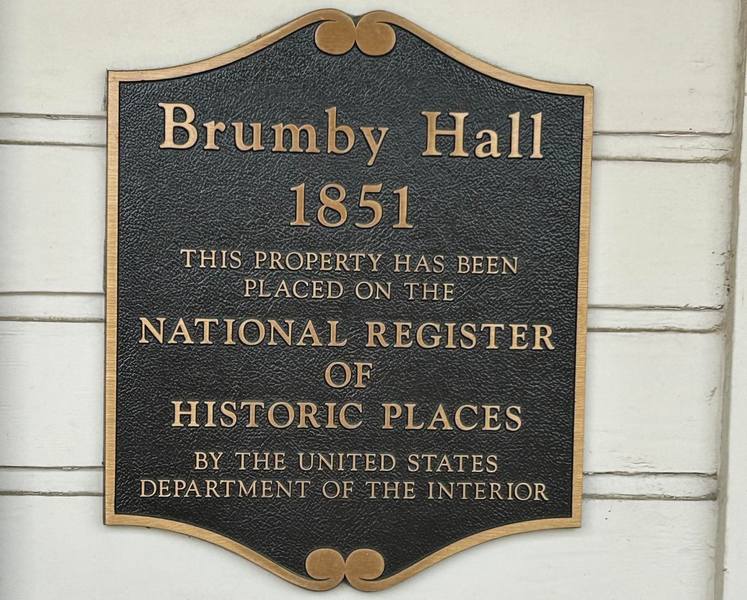 Brumby Hall
1851
THIS PROPERTY HAS BEEN
PLACED ON THE
NATIONAL REGISTER
OF
HISTORIC PLACES
BY THE UNITED STATES
DEPARTMENT OF THE INTERIOR